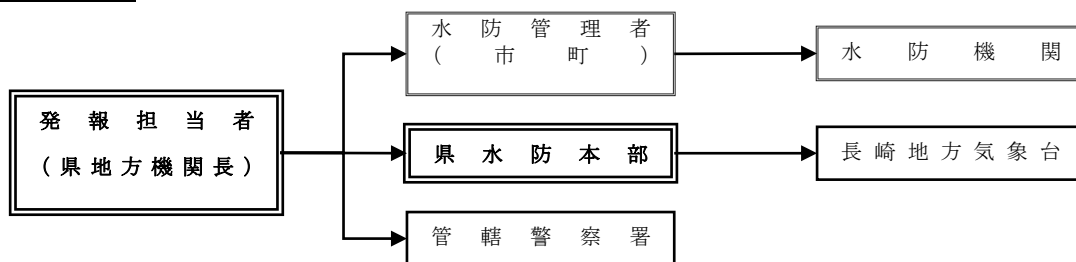 水防管理者
(市町)
水防機関
発報担当者
(県地方機関長)
県水防本部
長崎地方気象台
管轄警察署